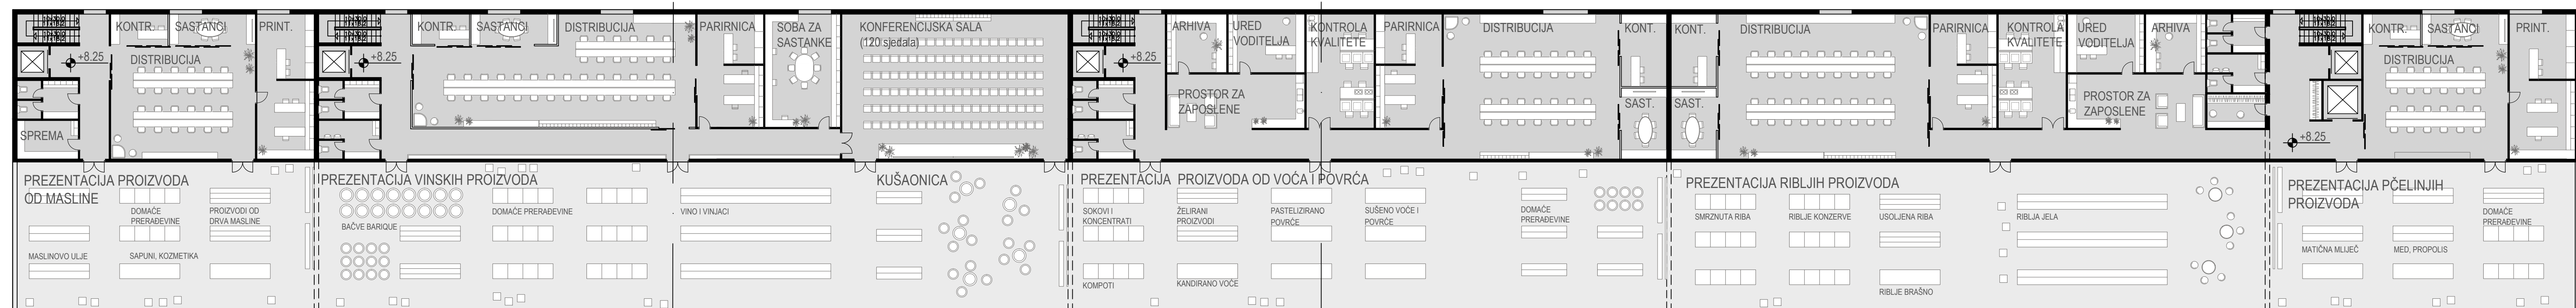 KONTR.
SASTANCI
PRINT.
KONTR.
SASTANCI
DISTRIBUCIJA
PARIRNICA
SOBA ZA
SASTANKE
KONFERENCIJSKA SALA
(120 sjedala)
ARHIVA
URED
VODITELJA
KONTROLA
KVALITETE
PARIRNICA
DISTRIBUCIJA
KONT.
KONT.
DISTRIBUCIJA
PARIRNICA
KONTROLA
KVALITETE
URED
VODITELJA
ARHIVA
KONTR.
SASTANCI
PRINT.
+8.25
DISTRIBUCIJA
+8.25
+8.25
DISTRIBUCIJA
PROSTOR ZA
ZAPOSLENE
SAST.
SAST.
PROSTOR ZA
ZAPOSLENE
SPREMA
+8.25
PREZENTACIJA PROIZVODA
OD MASLINE
DOMAĆE
PRERAĐEVINE
PROIZVODI OD
DRVA MASLINE
MASLINOVO ULJE
SAPUNI, KOZMETIKA
PREZENTACIJA VINSKIH PROIZVODA
BAČVE BARIQUE
DOMAĆE PRERAĐEVINE
VINO I VINJACI
KUŠAONICA
PREZENTACIJA PROIZVODA OD VOĆA I POVRĆA
SOKOVI I
KONCENTRATI
ŽELIRANI
PROIZVODI
PASTELIZIRANO
POVRĆE
SUŠENO VOĆE I
POVRĆE
DOMAĆE
PRERAĐEVINE
KOMPOTI
KANDIRANO VOĆE
PREZENTACIJA RIBLJIH PROIZVODA
SMRZNUTA RIBA
RIBLJE KONZERVE
USOLJENA RIBA
RIBLJA JELA
RIBLJE BRAŠNO
PREZENTACIJA PČELINJIH
PROIZVODA
DOMAĆE
PRERAĐEVINE
MATIČNA MLIJEČ
MED, PROPOLIS